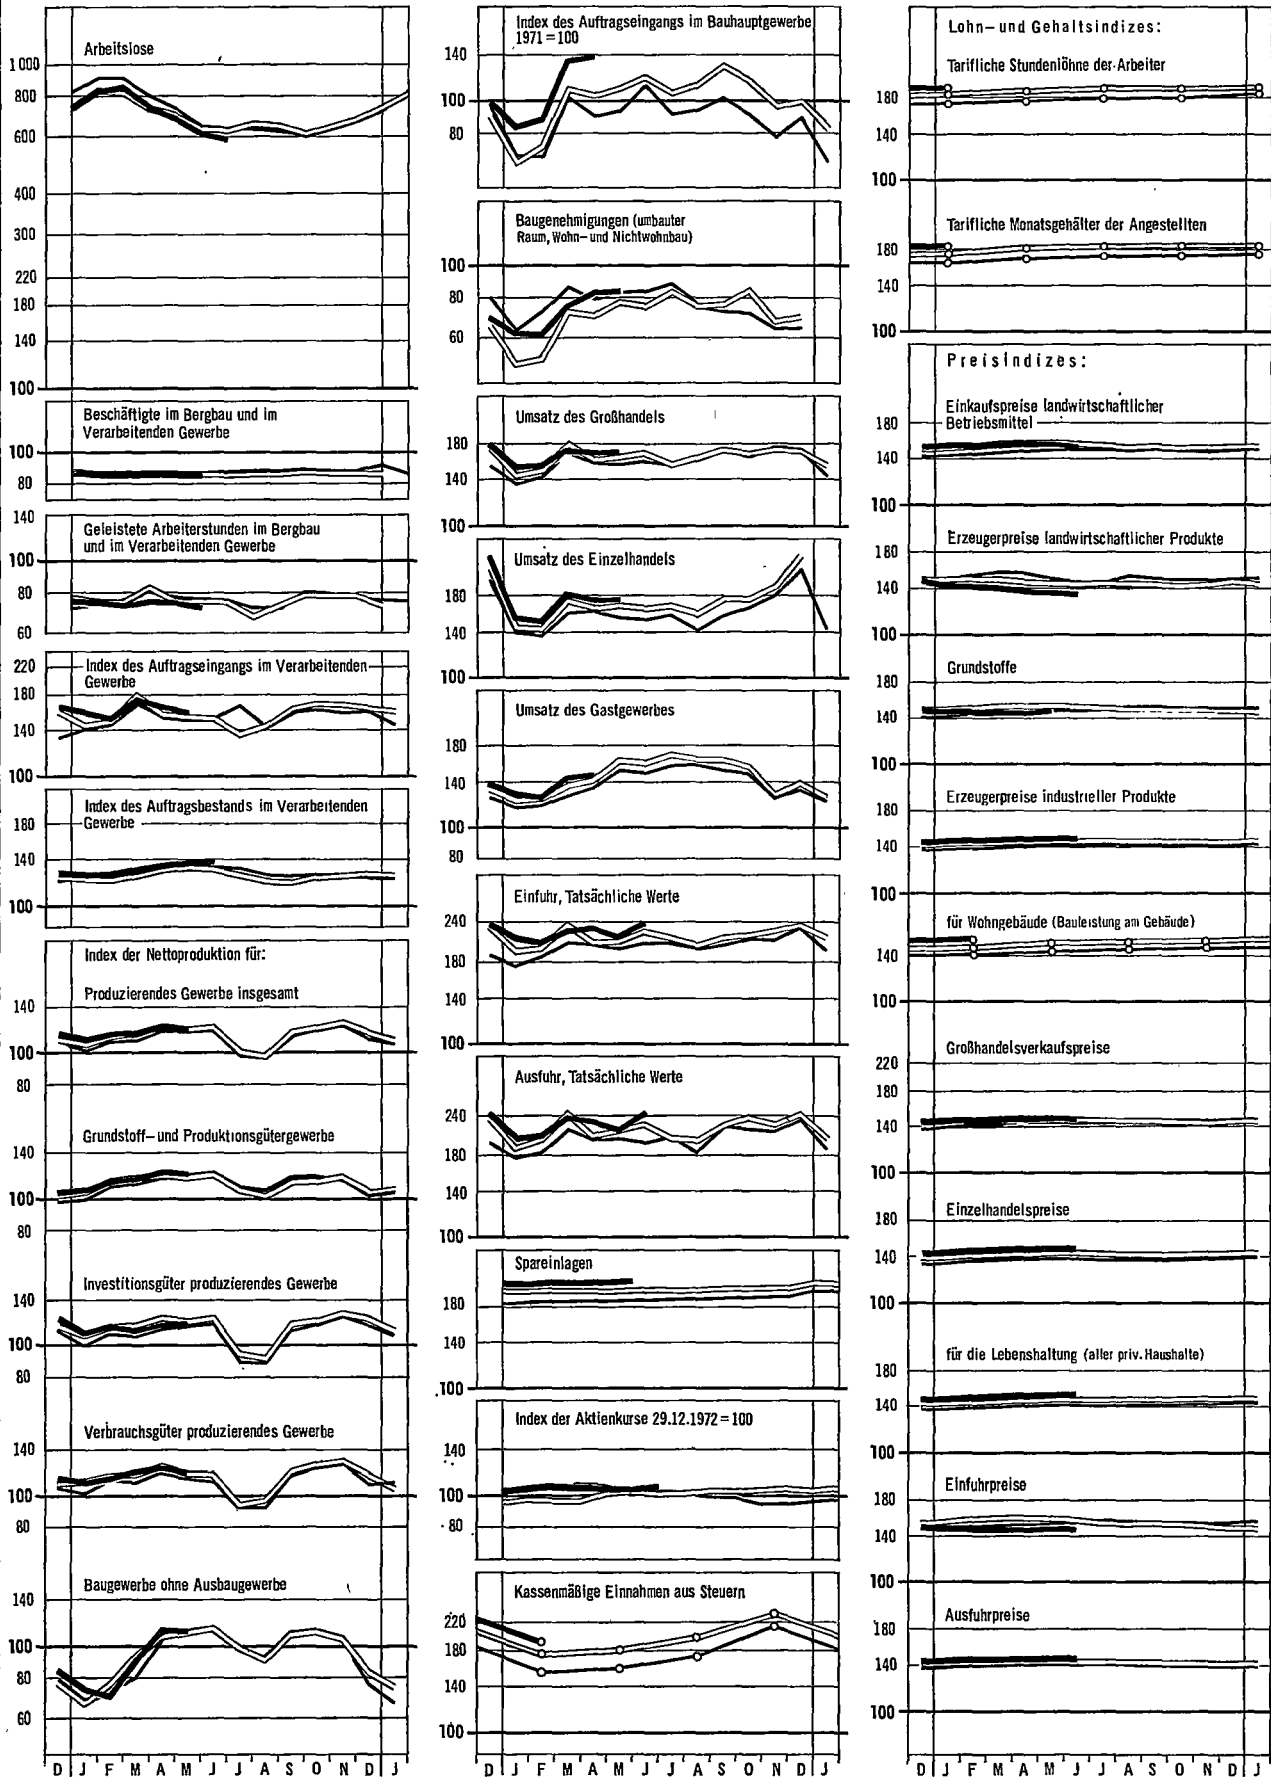 Arbeitslose
1 000
800
600
400
300
220
180
140
100
Beschäftigte im Bergbau und im
Verarbeitenden Gewerbe
100
80
140
Geleistete Arbeiterstunden im Bergbau
und im Verarbeitenden Gewerbe
100
80
60
220
Index des Auftragseingangs im Verarbeitenden
Gewerbe
180
140
100
Index des Auftragsbestands im Verarbeitenden
Gewerbe
180
140
100
Index der Nettoproduktion für:
Produzierendes Gewerbe insgesamt
140
100
80
Grundstoff- und Produktionsgütergewerbe
140
100
80
Investitionsgüter produzierendes Gewerbe
140
100
80
Verbrauchsgüter produzierendes Gewerbe
140
100
80
Baugewerbe ohne Ausbaugewerbe
140
100
80
60
D J F M A M J J A S O N D J
Index des Auftragseingangs im Bauhauptgewerbe
1971 = 100
140
100
80
Baugenehmigungen (umbauter
Raum, Wohn- und Nichtwohnbau)
100
80
60
Umsatz des Großhandels
180
140
100
Umsatz des Einzelhandels
180
140
100
Umsatz des Gastgewerbes
180
140
100
80
Einfuhr, Tatsächliche Werte
240
180
140
100
Ausfuhr, Tatsächliche Werte
240
180
140
100
Spareinlagen
180
140
100
Index der Aktienkurse 29.12.1972 = 100
140
100
80
Kassenmäßige Einnahmen aus Steuern
220
180
140
100
D J F M A M J J A S O N D J
Lohn- und Gehaltsindizes:
Tarifliche Stundenlöhne der Arbeiter
180
140
100
Tarifliche Monatsgehälter der Angestellten
180
140
100
Preisindizes:
Einkaufspreise landwirtschaftlicher
Betriebsmittel
180
140
100
Erzeugerpreise landwirtschaftlicher Produkte
180
140
100
Grundstoffe
180
140
100
Erzeugerpreise industrieller Produkte
180
140
100
für Wohngebäude (Bauleistung am Gebäude)
140
100
Großhandelsverkaufspreise
220
180
140
100
Einzelhandelspreise
180
140
100
für die Lebenshaltung (aller priv. Haushalte)
180
140
100
Einfuhrpreise
180
140
100
Ausfuhrpreise
180
140
100
D J F M A M J J A S O N D J